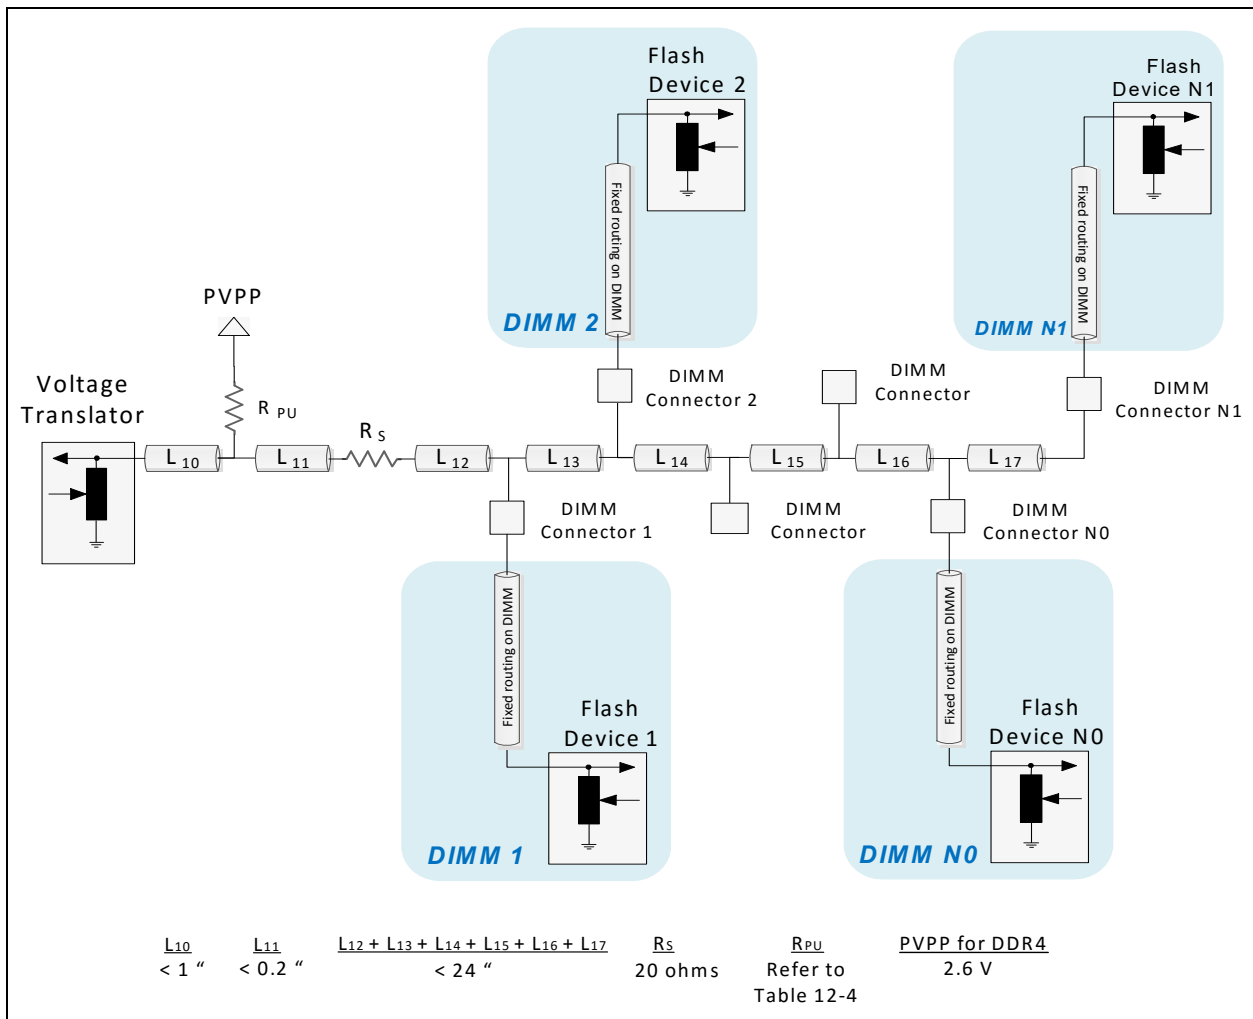 Flash
Device 2
Fixed routing on DIMM
DIMM 2
Flash
Device N1
Fixed routing on DIMM
DIMM N-1
PVPP
R PU
Voltage
Translator
R S
DIMM
Connector 2
DIMM
Connector
DIMM
Connector N1
L 10
L 11
L 12
L 13
L 14
L 15
L 16
L 17
DIMM
Connector 1
DIMM
Connector
DIMM
Connector N0
Fixed routing on DIMM
Flash
Device 1
DIMM 1
Fixed routing on DIMM
Flash
Device N0
DIMM N0
L10
< 1 “
L11
< 0.2 “
L12 + L13 + L14 + L15 + L16 + L17
< 24 “
RS
20 ohms
RPU
Refer to
Table 12-4
PVPP for DDR4
2.6 V